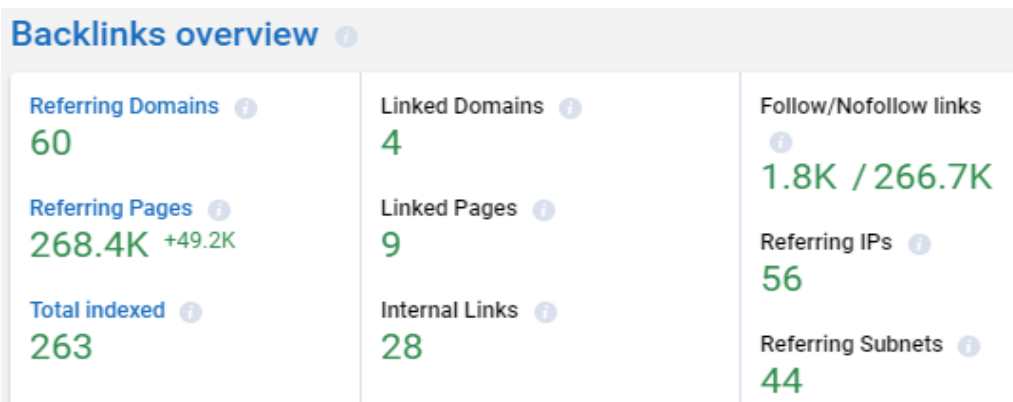 Backlinks overview
Referring Domains
60
Referring Pages
268.4K +49.2K
Total indexed
263
Linked Domains
4
Linked Pages
9
Internal Links
28
Follow/Nofollow links
1.8K / 266.7K
Referring IPs
56
Referring Subnets
44